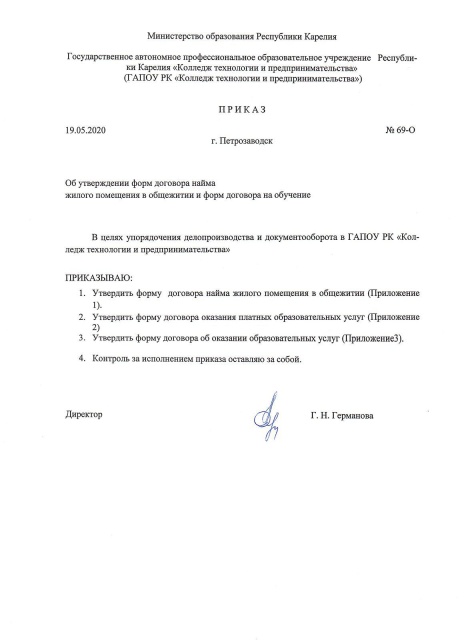 Министерство образования Республики Карелия
Государственное автономное профессиональное образовательное учреждение Республи-
ки Карелия «Колледж технологии и предпринимательства»
(ГАПОУ РК «Колледж технологии и предпринимательства»)
П Р И К А З
19.05.2020 № 69-О
г. Петрозаводск
Об утверждении форм договора найма
жилого помещения в общежитии и форм договора на обучение
В целях упорядочения делопроизводства и документооборота в ГАПОУ РК «Кол-
ледж технологии и предпринимательства»
ПРИКАЗЫВАЮ:
1. Утвердить форму договора найма жилого помещения в общежитии (Приложение
1).
2. Утвердить форму договора оказания платных образовательных услуг (Приложение
2)
3. Утвердить форму договора об оказании образовательных услуг (Приложение3).
4. Контроль за исполнением приказа оставляю за собой.
Директор Г. Н. Германова